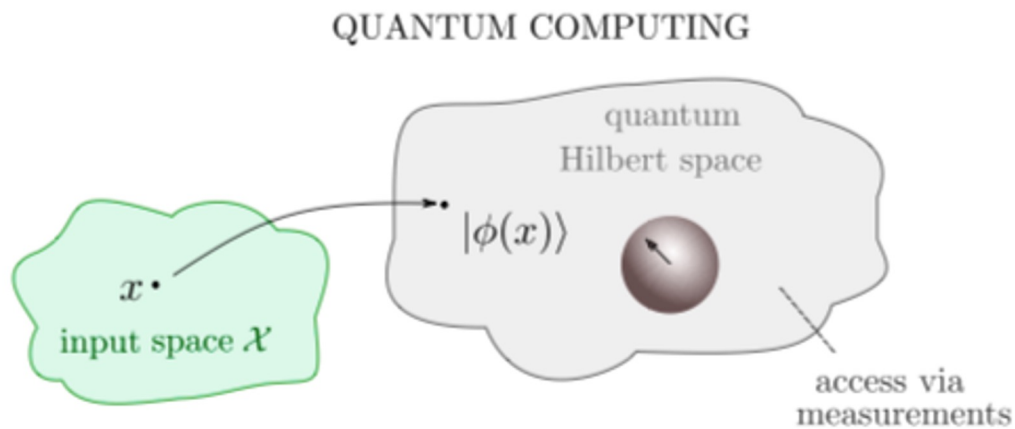 QUANTUM COMPUTING
quantum
Hilbert space
|ϕ(x)⟩
x
input space 𝒳
access via
measurements